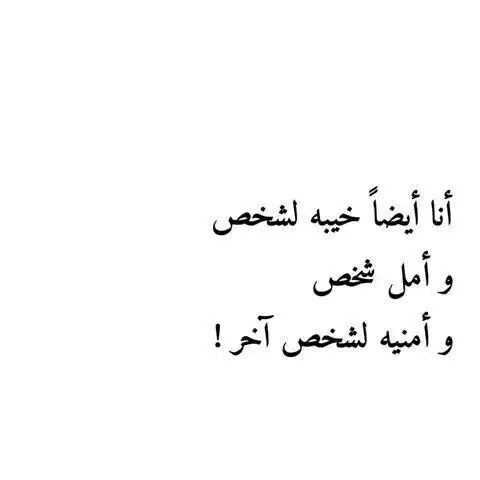 أنا أيضاً خيبه لشخص
و أمل شخص
و أمنيه لشخص آخر !